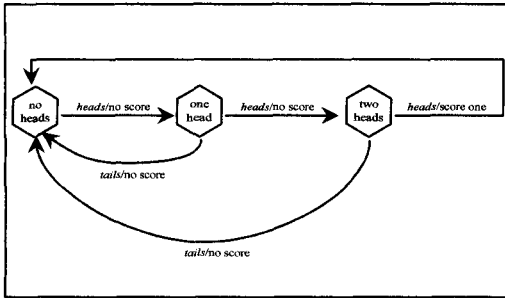 no
heads
heads/no score
one
head
heads/no score
two
heads
heads/score one
tails/no score
tails/no score